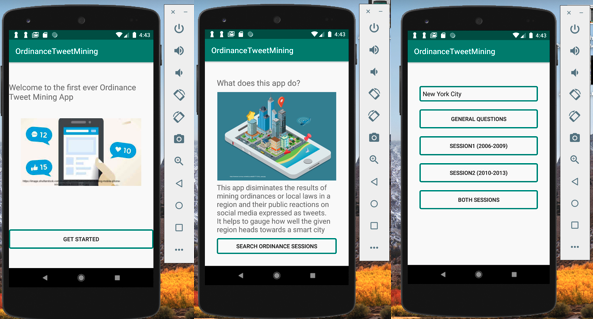 4:43
OrdinanceTweetMining
Welcome to the first ever Ordinance
Tweet Mining App
12
10
15
GET STARTED
4:43
OrdinanceTweetMining
What does this app do?
This app disiminates the results of
mining ordinances or local laws in a
region and their public reactions on
social media expressed as tweets.
It helps to gauge how well the given
region heads towards a smart city
SEARCH ORDINANCE SESSIONS
4:43
OrdinanceTweetMining
New York City
GENERAL QUESTIONS
SESSION1 (2006-2009)
SESSION2 (2010-2013)
BOTH SESSIONS